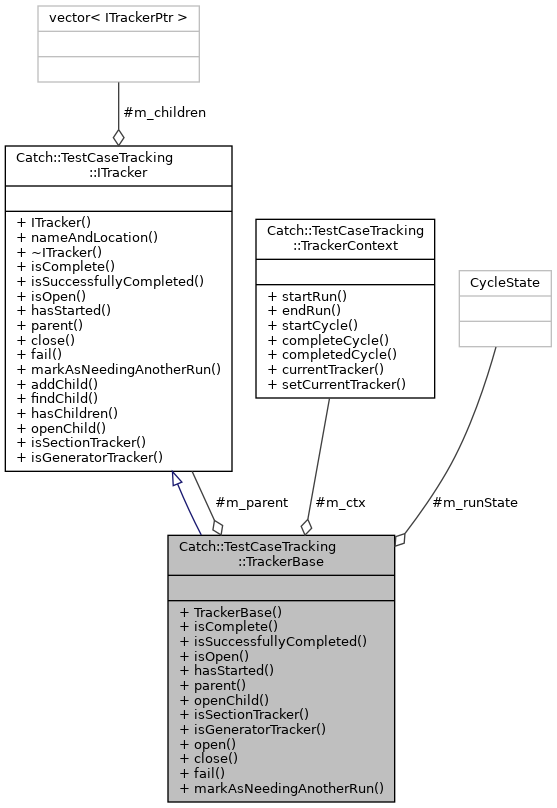 vector< ITrackerPtr >
#m_children
Catch::TestCaseTracking
::ITracker
+ ITracker()
+ nameAndLocation()
+ ~ITracker()
+ isComplete()
+ isSuccessfullyCompleted()
+ isOpen()
+ hasStarted()
+ parent()
+ close()
+ fail()
+ markAsNeedingAnotherRun()
+ addChild()
+ findChild()
+ hasChildren()
+ openChild()
+ isSectionTracker()
+ isGeneratorTracker()
Catch::TestCaseTracking
::TrackerContext
+ startRun()
+ endRun()
+ startCycle()
+ completeCycle()
+ completedCycle()
+ currentTracker()
+ setCurrentTracker()
CycleState
#m_parent
#m_ctx
#m_runState
Catch::TestCaseTracking
::TrackerBase
+ TrackerBase()
+ isComplete()
+ isSuccessfullyCompleted()
+ isOpen()
+ hasStarted()
+ parent()
+ openChild()
+ isSectionTracker()
+ isGeneratorTracker()
+ open()
+ close()
+ fail()
+ markAsNeedingAnotherRun()